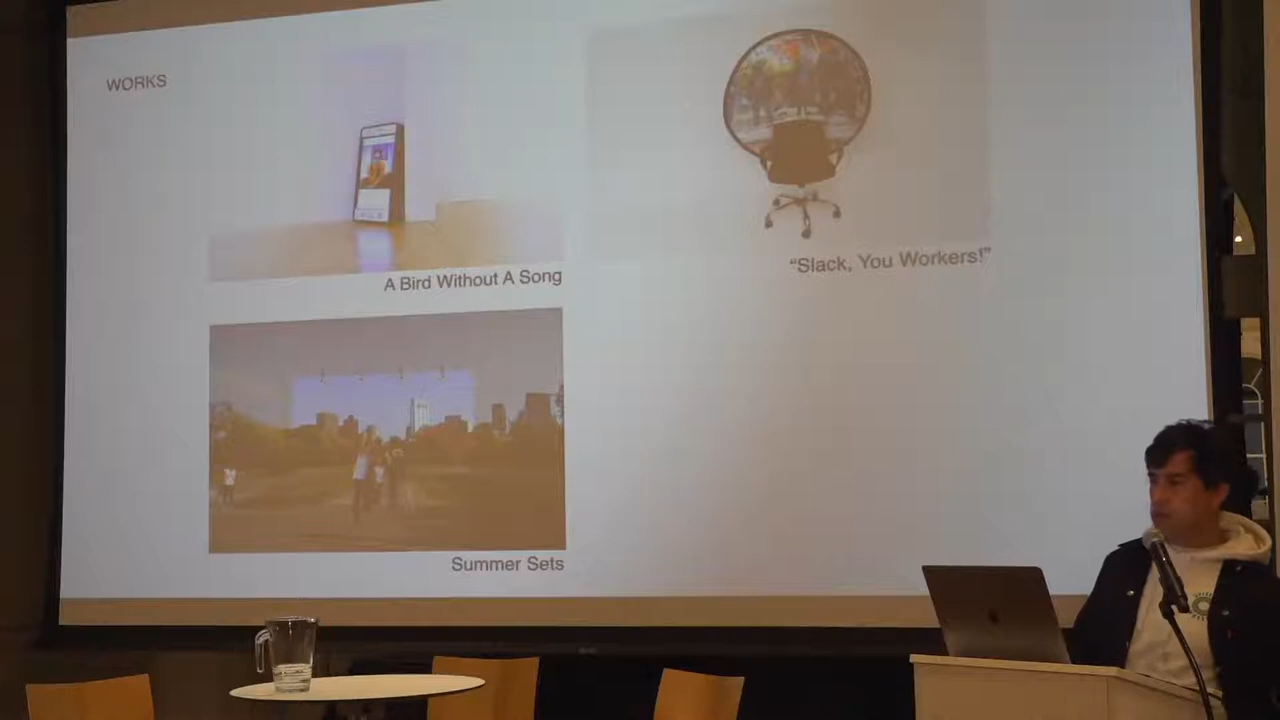 WORKS
A Bird Without A Song
“Slack, You Workers!”
Summer Sets